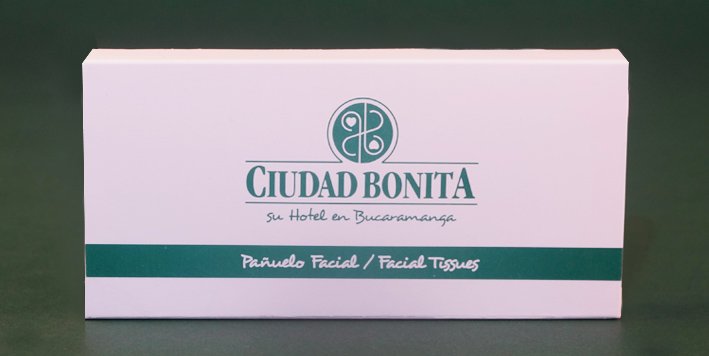 CIUDAD BONITA
su Hotel en Bucaramanga
Pañuelo Facial / Facial Tissues